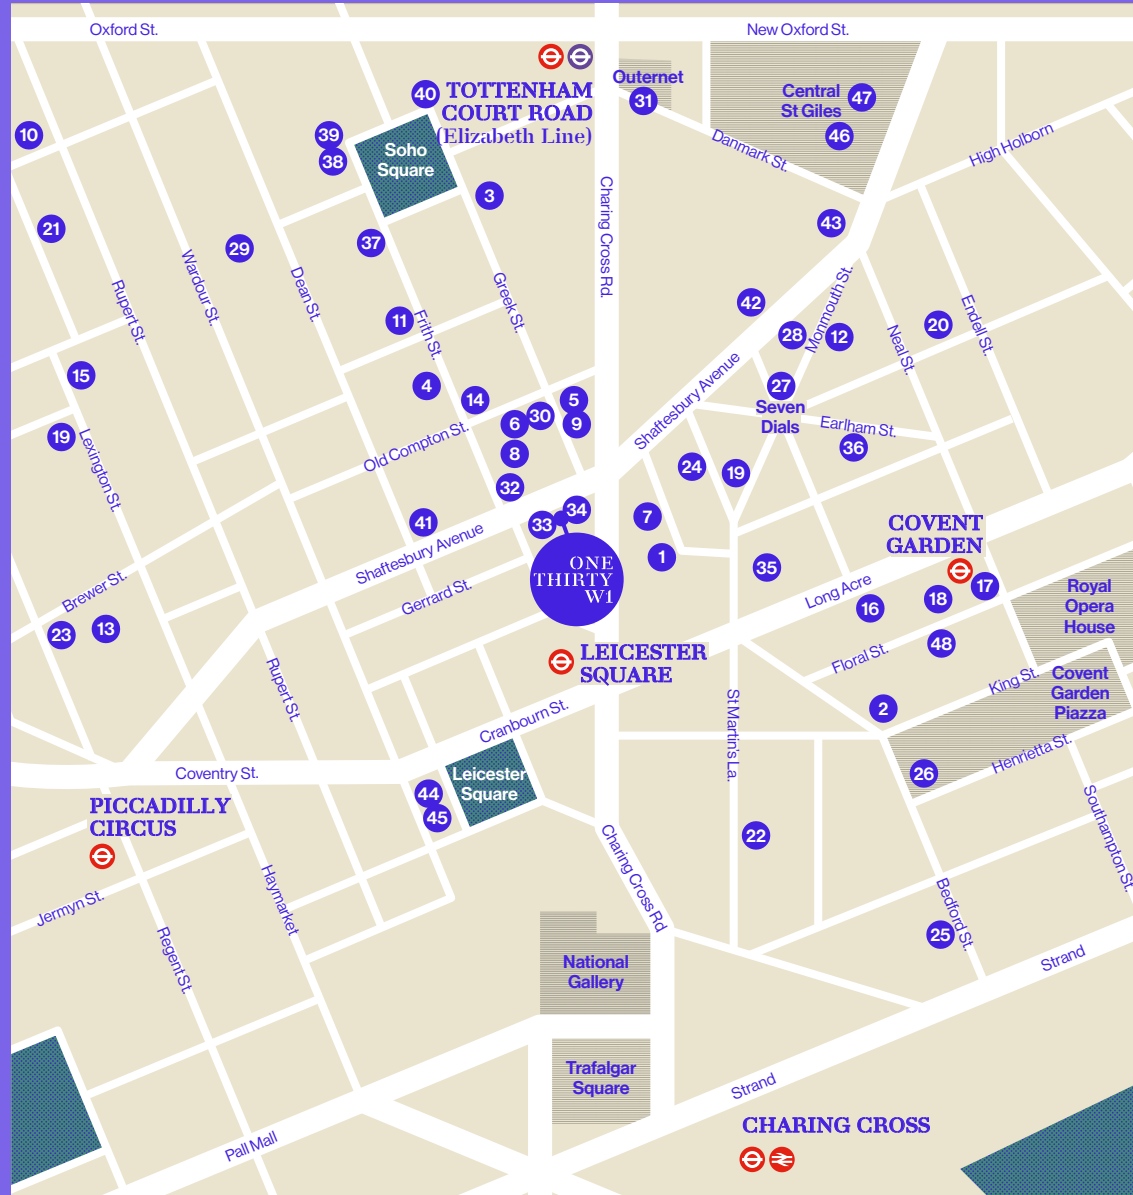 Oxford St.
New Oxford St.
40
TOTTENHAM
COURT ROAD
(Elizabeth Line)
Outernet
31
Central
St Giles
47
46
10
39
38
Soho
Square
Danmark St.
High Holborn
3
Charing Cross Rd.
21
29
37
43
Rupert St.
Wardour St.
Dean St.
Greek St.
11
Frith St.
42
28
Monmouth St.
12
Neal St.
20
Endell St.
15
4
14
5
30
6
9
Shaftesbury Avenue
27
Seven
Dials
Earlham St.
36
19
Lexington St.
Old Compton St.
8
32
24
19
41
Shaftesbury Avenue
33
34
7
1
35
COVENT
GARDEN
ONE
THIRTY
W1
Brewer St.
Gerrard St.
Long Acre
16
18
17
Royal
Opera
House
23
13
48
Floral St.
LEICESTER
SQUARE
Rupert St.
King St.
Covent
Garden
Piazza
2
Cranbourn St.
St Martin's La.
Henrietta St.
26
Coventry St.
Leicester
Square
44
45
PICCADILLY
CIRCUS
22
Southampton St.
Charing Cross Rd
Jermyn St.
Haymarket
Bedford St.
25
Regent St.
National
Gallery
Strand
Trafalgar
Square
Strand
Pall Mall
CHARING CROSS